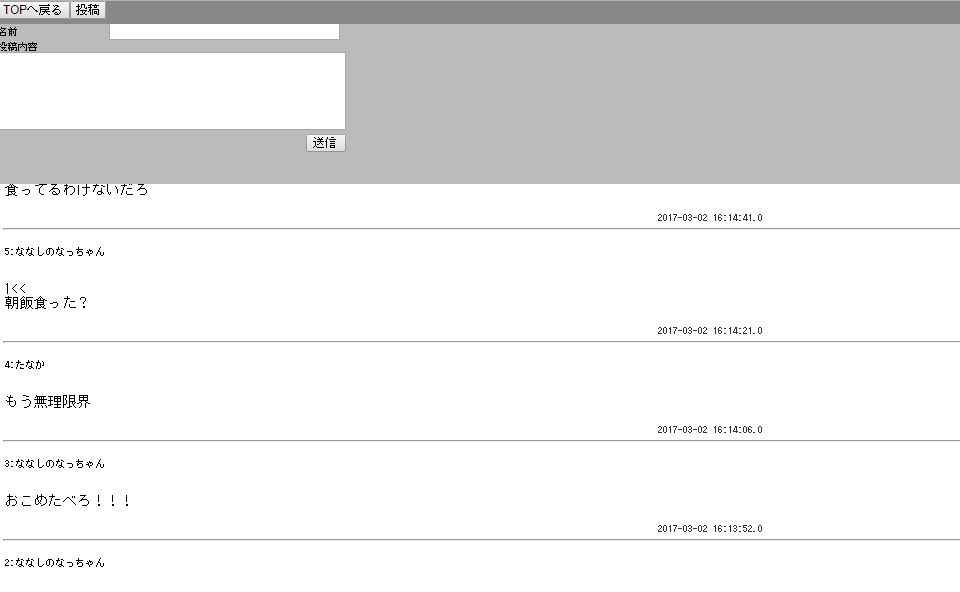 TOPへ戻る 投稿
名前
投稿内容
送信
食ってるわけないだろ
2017-03-02 16:14:41.0
5:ななしのなっちゃん
1<<
朝飯食った？
2017-03-02 16:14:21.0
4:たなか
もう無理限界
2017-03-02 16:14:06.0
3:ななしのなっちゃん
おこめたべろ！！！
2017-03-02 16:13:52.0
2:ななしのなっちゃん